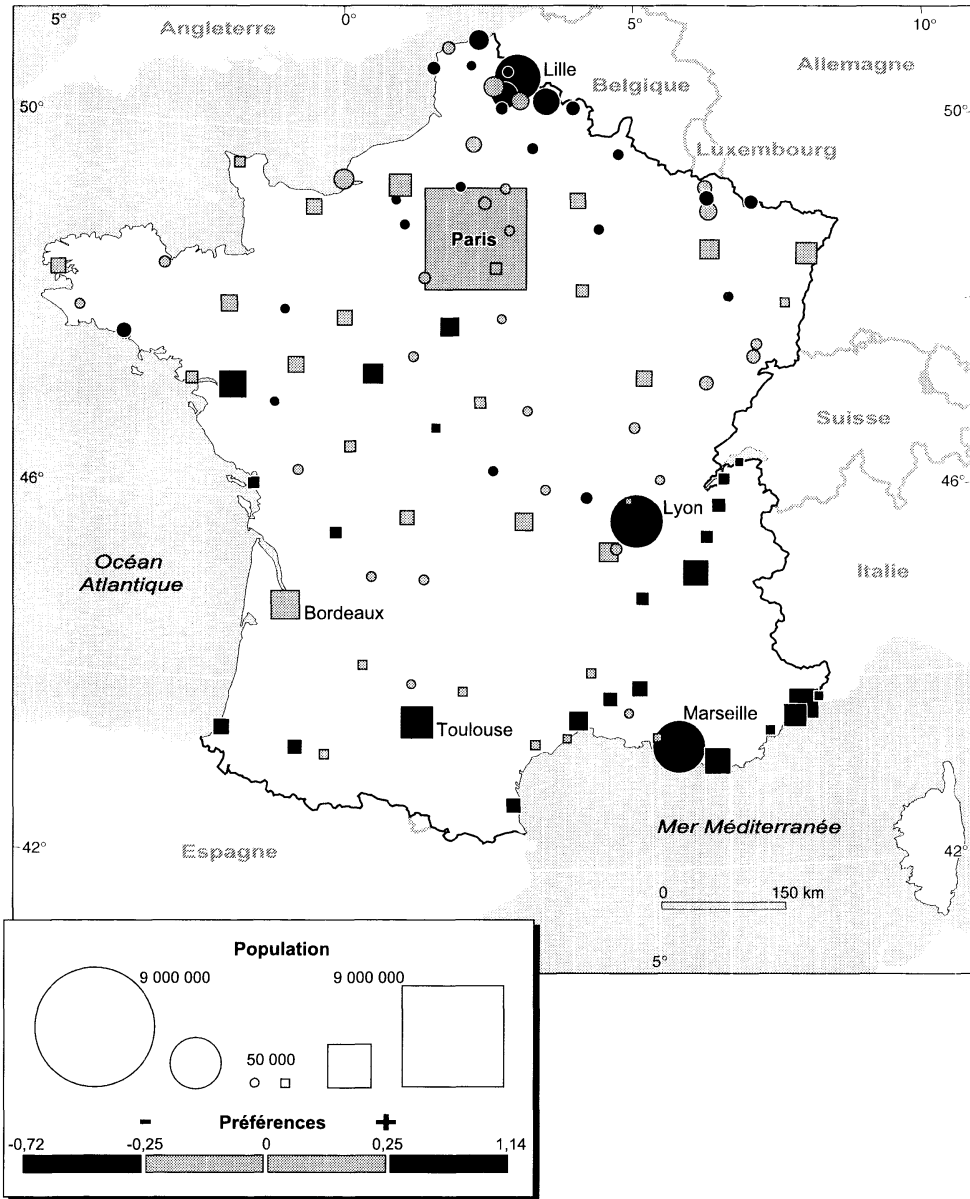 5° 0° 5° 10°
Angleterre
Lille
Belgique
Allemagne
50° 50°
Luxembourg
Paris
Suisse
46° 46°
Lyon
Océan
Atlantique
Italie
Bordeaux
Marseille
Toulouse
Mer Méditerranée
42° 42°
Espagne
0 150 km
5°
Population
9 000 000 9 000 000
50 000
- Préférences +
-0,72 -0,25 0 0,25 1,14